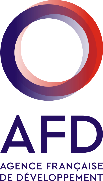 AFD
AGENCE FRANÇAISE
DE DÉVELOPPEMENT